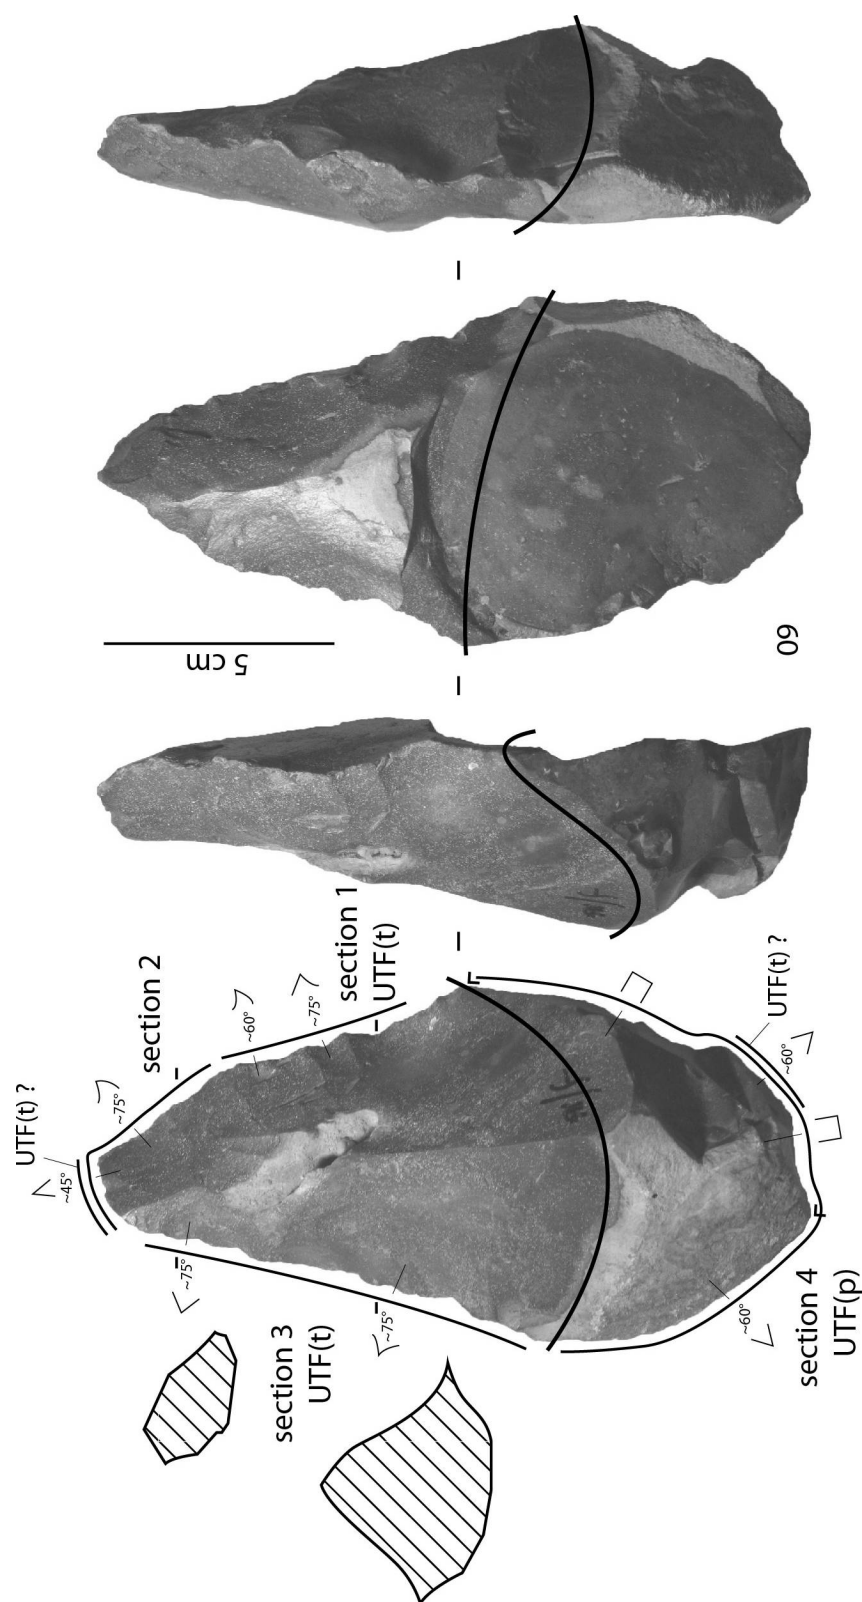 5 cm
09
section 1
UTF(t)
section 2
UTF(t) ?
~45°
~75°
~60°
~75°
~75°
~75°
section 3
UTF(t)
UTF(t) ?
~60°
~60°
section 4
UTF(p)